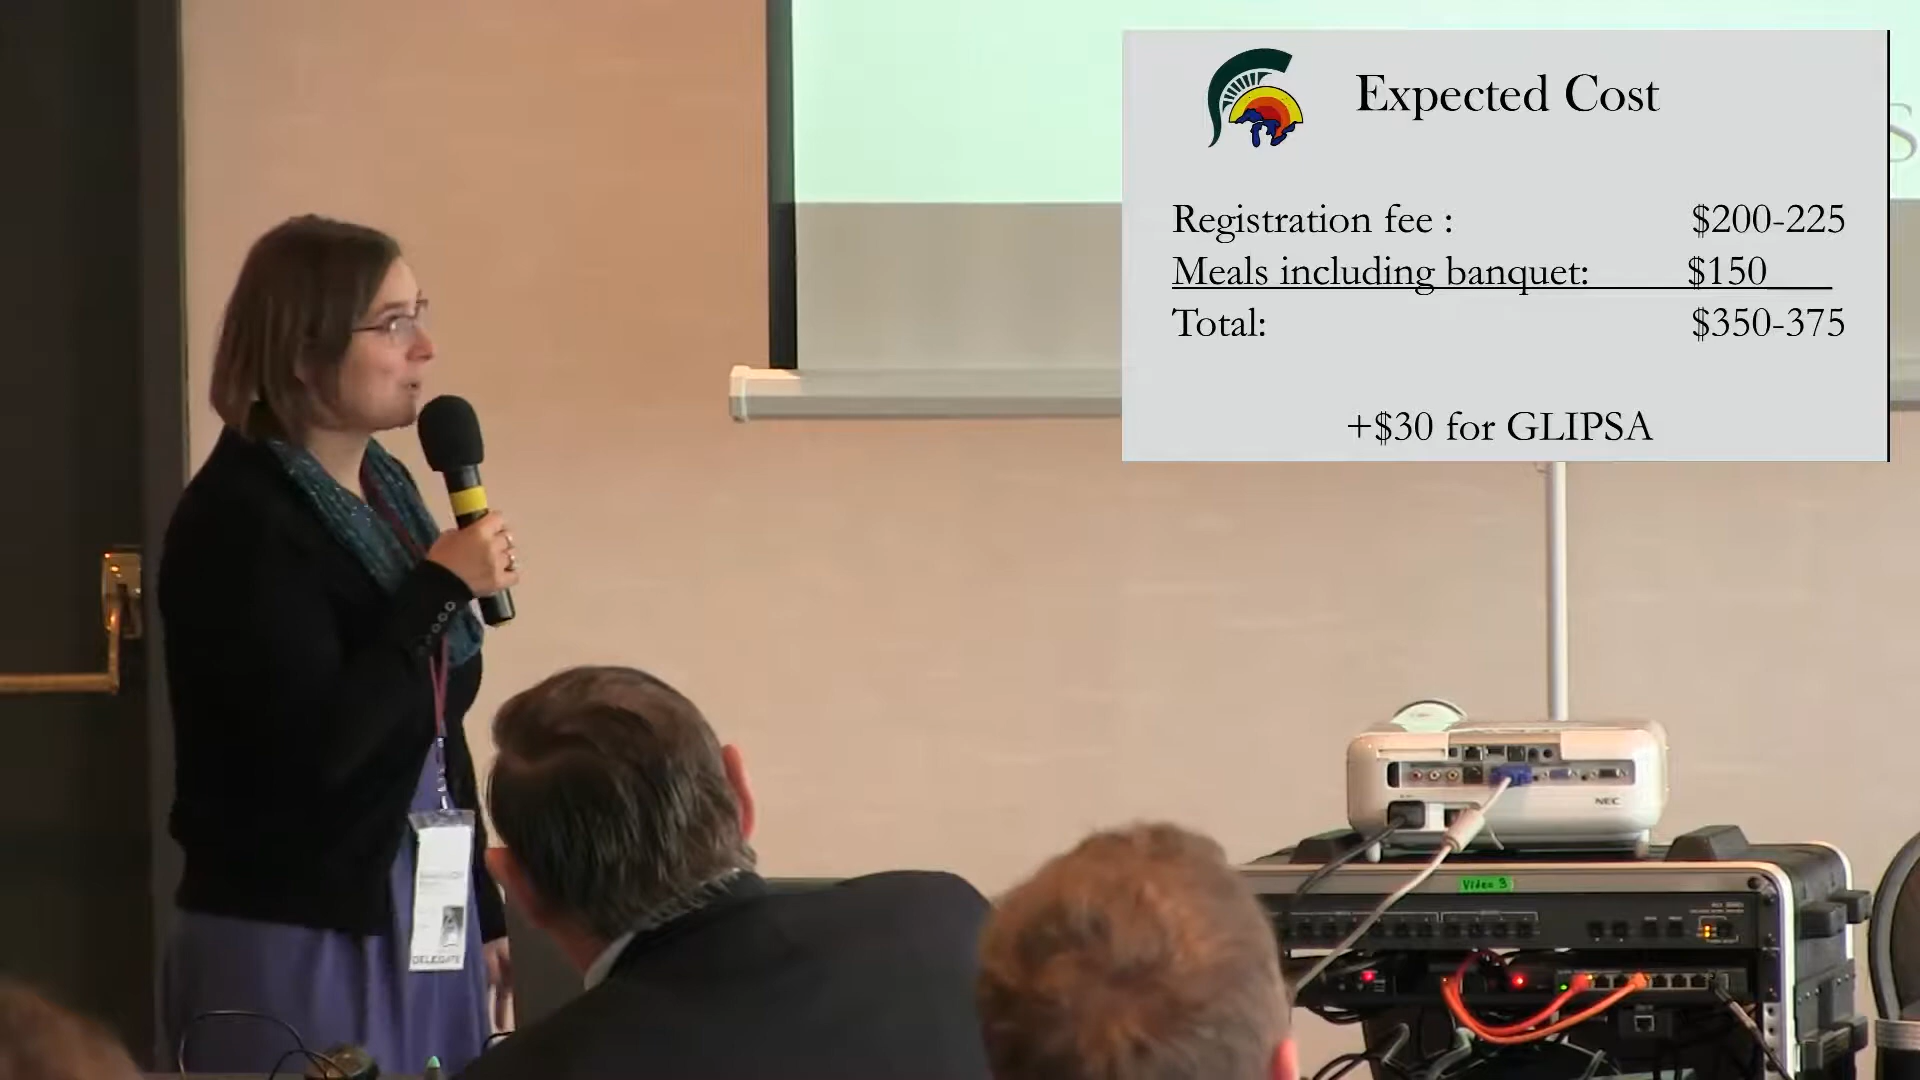 Expected Cost
Registration fee : $200-225
Meals including banquet: $150
Total: $350-375
+$30 for GLIPSA
S
NEC
Video 3
DELEGATE